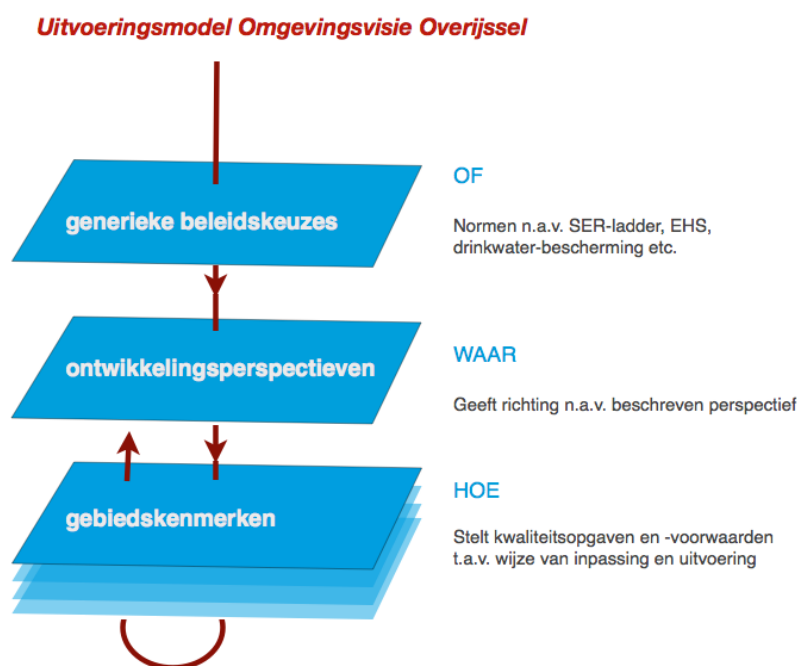 Uitvoeringsmodel Omgevingsvisie Overijssel
generieke beleidskeuzes
OF
Normen n.a.v. SER-ladder, EHS,
drinkwater-bescherming etc.
ontwikkelingsperspectieven
WAAR
Geeft richting n.a.v. beschreven perspectief
gebiedskenmerken
HOE
Stelt kwaliteitsopgaven en -voorwaarden
t.a.v. wijze van inpassing en uitvoering